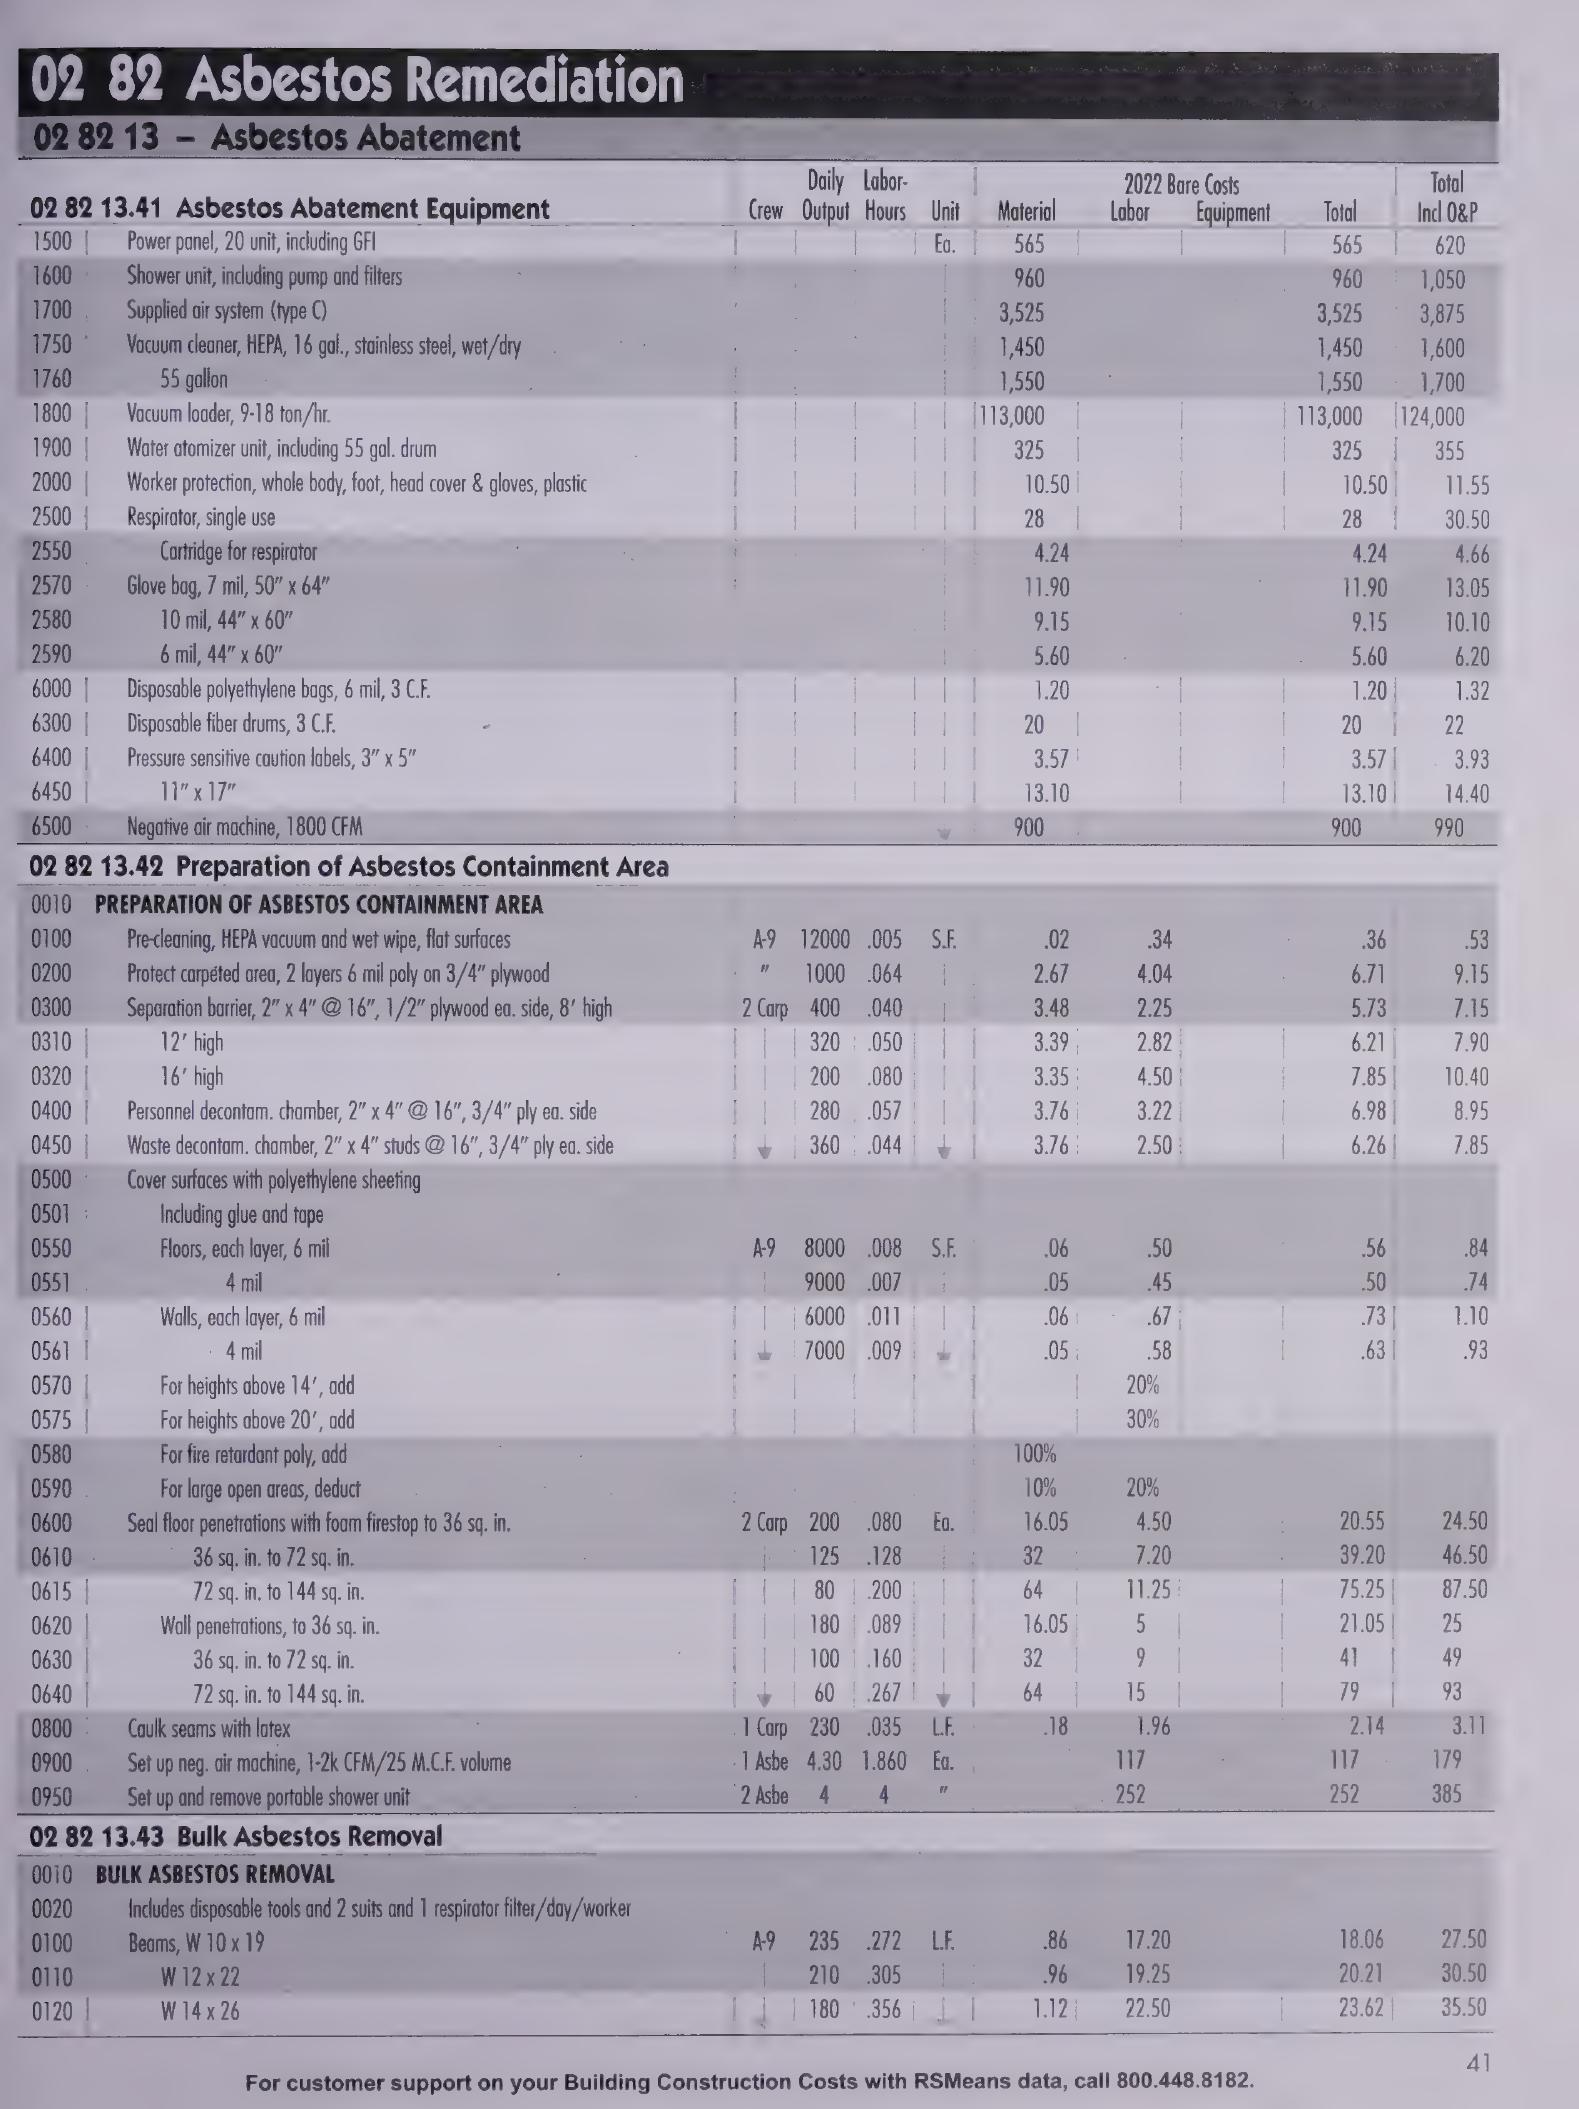 02 82 Asbestos Remediation
02 82 13 – Asbestos Abatement
02 82 13.41 Asbestos Abatement Equipment Crew Daily Output Labor-Hours Unit Material 2022 Bare Costs Labor Equipment Total Total Incl O&P
1500 Power panel, 20 unit, including GFI Ea. 565 565 620
1600 Shower unit, including pump and filters 960 960 1,050
1700 Supplied air system (type C) 3,525 3,525 3,875
1750 Vacuum cleaner, HEPA, 16 gal., stainless steel, wet/dry 1,450 1,450 1,600
1760 55 gallon 1,550 1,550 1,700
1800 Vacuum loader, 9-18 ton/hr. 113,000 113,000 124,000
1900 Water atomizer unit, including 55 gal. drum 325 325 355
2000 Worker protection, whole body, foot, head cover & gloves, plastic 10.50 10.50 11.55
2500 Respirator, single use 28 28 30.50
2550 Cartridge for respirator 4.24 4.24 4.66
2570 Glove bag, 7 mil, 50" x 64" 11.90 11.90 13.05
2580 10 mil, 44" x 60" 9.15 9.15 10.10
2590 6 mil, 44" x 60" 5.60 5.60 6.20
6000 Disposable polyethylene bags, 6 mil, 3 C.F. 1.20 1.20 1.32
6300 Disposable fiber drums, 3 C.F. 20 20 22
6400 Pressure sensitive caution labels, 3" x 5" 3.57 3.57 3.93
6450 11" x 17" 13.10 13.10 14.40
6500 Negative air machine, 1800 CFM 900 900 990
02 82 13.42 Preparation of Asbestos Containment Area
0010 PREPARATION OF ASBESTOS CONTAINMENT AREA
0100 Pre-cleaning, HEPA vacuum and wet wipe, flat surfaces A-9 12000 .005 S.F. .02 .34 .36 .53
0200 Protect carpeted area, 2 layers 6 mil poly on 3/4" plywood " 1000 .064 2.67 4.04 6.71 9.15
0300 Separation barrier, 2" x 4" @ 16", 1/2" plywood ea. side, 8' high 2 Carp 400 .040 3.48 2.25 5.73 7.15
0310 12' high 320 .050 3.39 2.82 6.21 7.90
0320 16' high 200 .080 3.35 4.50 7.85 10.40
0400 Personnel decontam. chamber, 2" x 4" @ 16", 3/4" ply ea. side 280 .057 3.76 3.22 6.98 8.95
0450 Waste decontam. chamber, 2" x 4" studs @ 16", 3/4" ply ea. side 360 .044 3.76 2.50 6.26 7.85
0500 Cover surfaces with polyethylene sheeting
0501 Including glue and tape
0550 Floors, each layer, 6 mil A-9 8000 .008 S.F. .06 .50 .56 .84
0551 4 mil 9000 .007 .05 .45 .50 .74
0560 Walls, each layer, 6 mil 6000 .011 .06 .67 .73 1.10
0561 4 mil 7000 .009 .05 .58 .63 .93
0570 For heights above 14', add 20%
0575 For heights above 20', add 30%
0580 For fire retardant poly, add 100%
0590 For large open areas, deduct 10% 20%
0600 Seal floor penetrations with foam firestop to 36 sq. in. 2 Carp 200 .080 Ea. 16.05 4.50 20.55 24.50
0610 36 sq. in. to 72 sq. in. 125 .128 32 7.20 39.20 46.50
0615 72 sq. in. to 144 sq. in. 80 .200 64 11.25 75.25 87.50
0620 Wall penetrations, to 36 sq. in. 180 .089 16.05 5 21.05 25
0630 36 sq. in. to 72 sq. in. 100 .160 32 9 41 49
0640 72 sq. in. to 144 sq. in. 60 .267 64 15 79 93
0800 Caulk seams with latex 1 Carp 230 .035 L.F. .18 1.96 2.14 3.11
0900 Set up neg. air machine, 1-2k CFM/25 M.C.F. volume 1 Asbe 4.30 1.860 Ea. 117 117 179
0950 Set up and remove portable shower unit 2 Asbe 4 4 " 252 252 385
02 82 13.43 Bulk Asbestos Removal
0010 BULK ASBESTOS REMOVAL
0020 Includes disposable tools and 2 suits and 1 respirator filter/day/worker
0100 Beams, W 10 x 19 A-9 235 .272 L.F. .86 17.20 18.06 27.50
0110 W 12 x 22 210 .305 .96 19.25 20.21 30.50
0120 W 14 x 26 180 .356 1.12 22.50 23.62 35.50
41
For customer support on your Building Construction Costs with RSMeans data, call 800.448.8182.